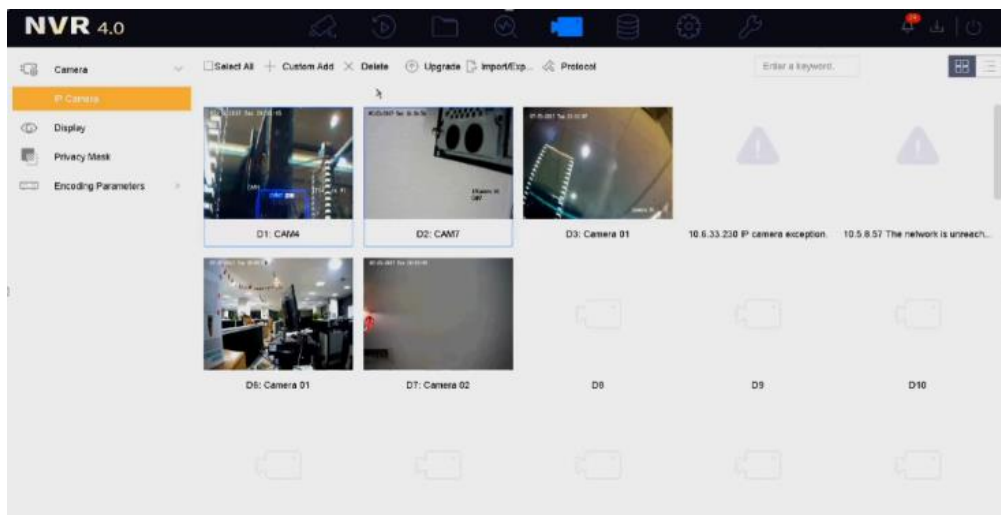 NVR 4.0
Camera
Select All
Custom Add
Delete
Upgrade
Import/Exp...
Protocol
Enter a keyword.
IP Camera
Display
Privacy Mask
Encoding Parameters
D1: CAM4
D2: CAM7
D3: Camera 01
10.6.33.230 IP camera exception.
10.5.8.57 The network is unreach...
D6: Camera 01
D7: Camera 02
D8
D9
D10